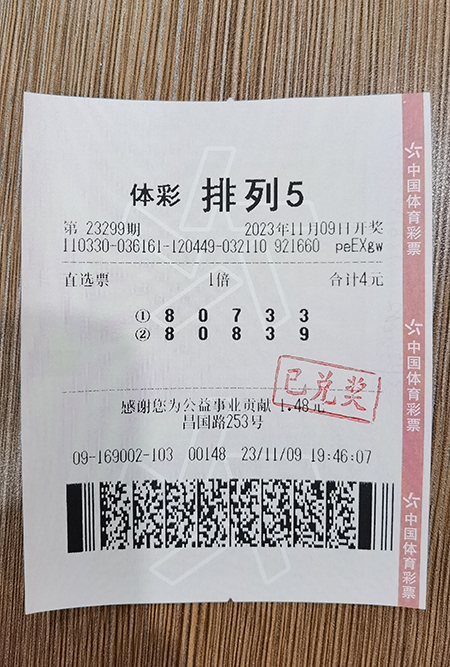 体彩 排列5
第 23299期 2023年11月09日开奖
110330-036161-120449-032110 921660 peEXgw
直选票 1倍 合计4元
① 8 0 7 3 3
② 8 0 8 3 9
已兑奖
感谢您为公益事业贡献 1.48元
昌国路253号
09-169002-103 00148 23/11/09 19:46:07
中国体育彩票
中国体育彩票
中国体育彩票